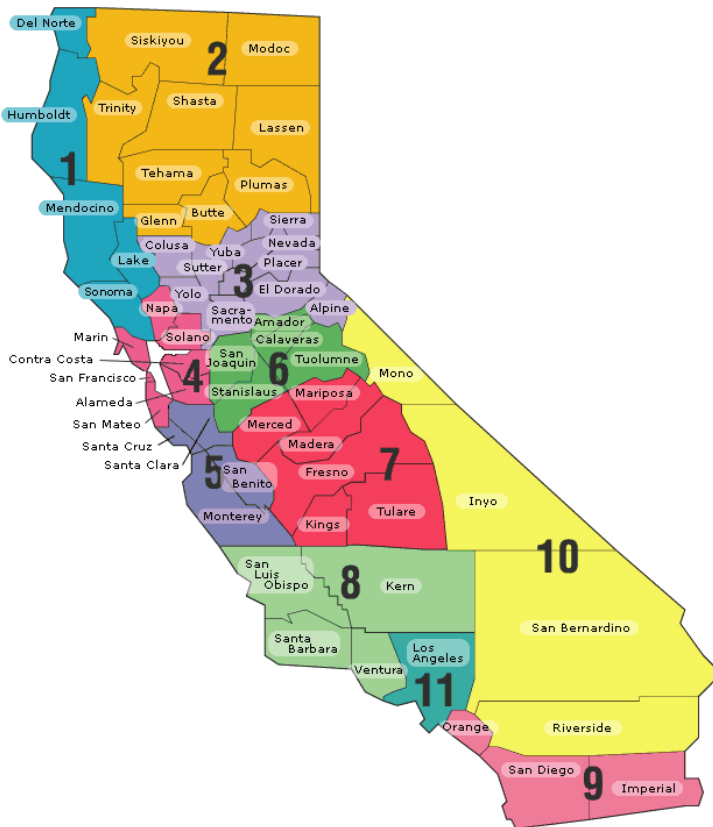 Del Norte
Siskiyou
Modoc
2
Humboldt
Trinity
Shasta
Lassen
1
Tehama
Plumas
Mendocino
Glenn
Butte
Sierra
Colusa
Yuba
Nevada
Lake
Sutter
Placer
3
Sonoma
Yolo
El Dorado
Napa
Sacra-
mento
Alpine
Marin
Solano
Amador
Contra Costa
San
Joaquin
Calaveras
Tuolumne
4
6
Mono
San Francisco
Alameda
Stanislaus
Mariposa
San Mateo
Merced
Santa Cruz
Madera
Santa Clara
5
San
Benito
Fresno
7
Inyo
Monterey
Kings
Tulare
10
San
Luis
Obispo
8
Kern
Santa
Barbara
San Bernardino
Ventura
Los
Angeles
11
Orange
Riverside
San Diego
9
Imperial